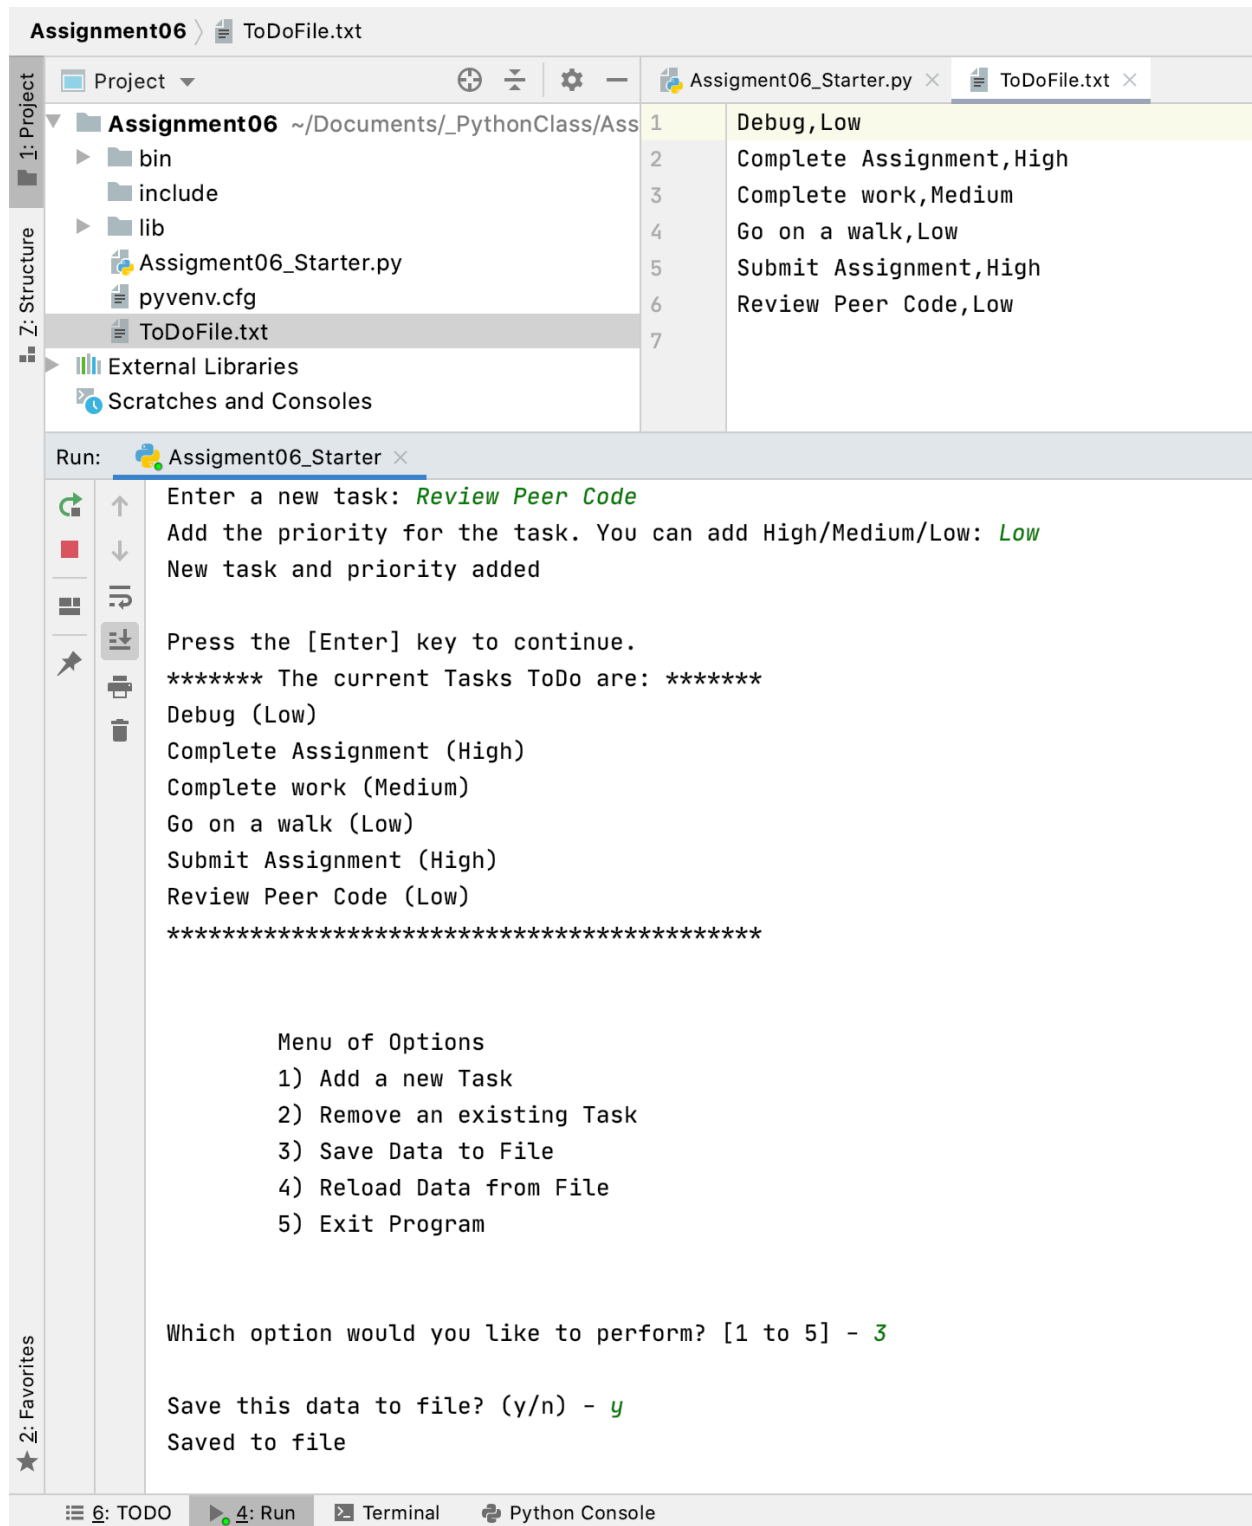 Assignment06 ToDoFile.txt
1: Project
Project
Assigment06_Starter.py
ToDoFile.txt
Assignment06 ~/Documents/_PythonClass/Ass
bin
include
lib
Assigment06_Starter.py
pyvenv.cfg
ToDoFile.txt
External Libraries
Scratches and Consoles
Z: Structure
1 Debug,Low
2 Complete Assignment,High
3 Complete work,Medium
4 Go on a walk,Low
5 Submit Assignment,High
6 Review Peer Code,Low
7
Run: Assigment06_Starter
Enter a new task: Review Peer Code
Add the priority for the task. You can add High/Medium/Low: Low
New task and priority added
Press the [Enter] key to continue.
******* The current Tasks ToDo are: *******
Debug (Low)
Complete Assignment (High)
Complete work (Medium)
Go on a walk (Low)
Submit Assignment (High)
Review Peer Code (Low)
*******************************************
Menu of Options
1) Add a new Task
2) Remove an existing Task
3) Save Data to File
4) Reload Data from File
5) Exit Program
Which option would you like to perform? [1 to 5] - 3
Save this data to file? (y/n) - y
Saved to file
2: Favorites
6: TODO 4: Run Terminal Python Console